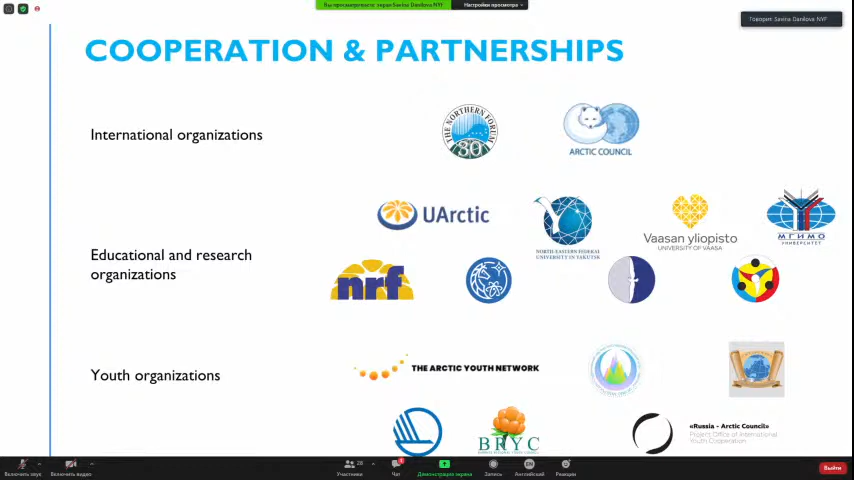 Вы просматриваете экран Savina Danilova NYF
Настройки просмотра
Говорит: Savina Danilova NYF
COOPERATION & PARTNERSHIPS
International organizations
THE NORTHERN FORUM
30
ARCTIC COUNCIL
UArctic
NORTH-EASTERN FEDERAL
UNIVERSITY IN YAKUTSK
Vaasan yliopisto
UNIVERSITY OF VAASA
МГИМО
УНИВЕРСИТЕТ
Educational and research
organizations
nrf
Youth organizations
THE ARCTIC YOUTH NETWORK
BRYC
«Russia - Arctic Council»
Project Office of International
Youth Cooperation
Включить звук
Включить видео
Участники
28
Чат
Демонстрация экрана
Запись
Английский
EN
Реакции
Выйти